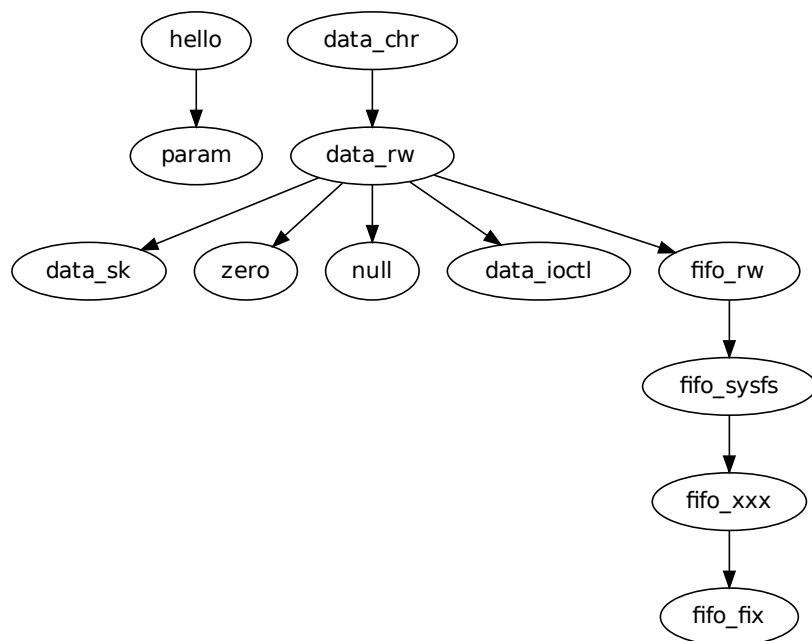 hello
data_chr
param
data_rw
data_sk
zero
null
data_ioctl
fifo_rw
fifo_sysfs
fifo_xxx
fifo_fix